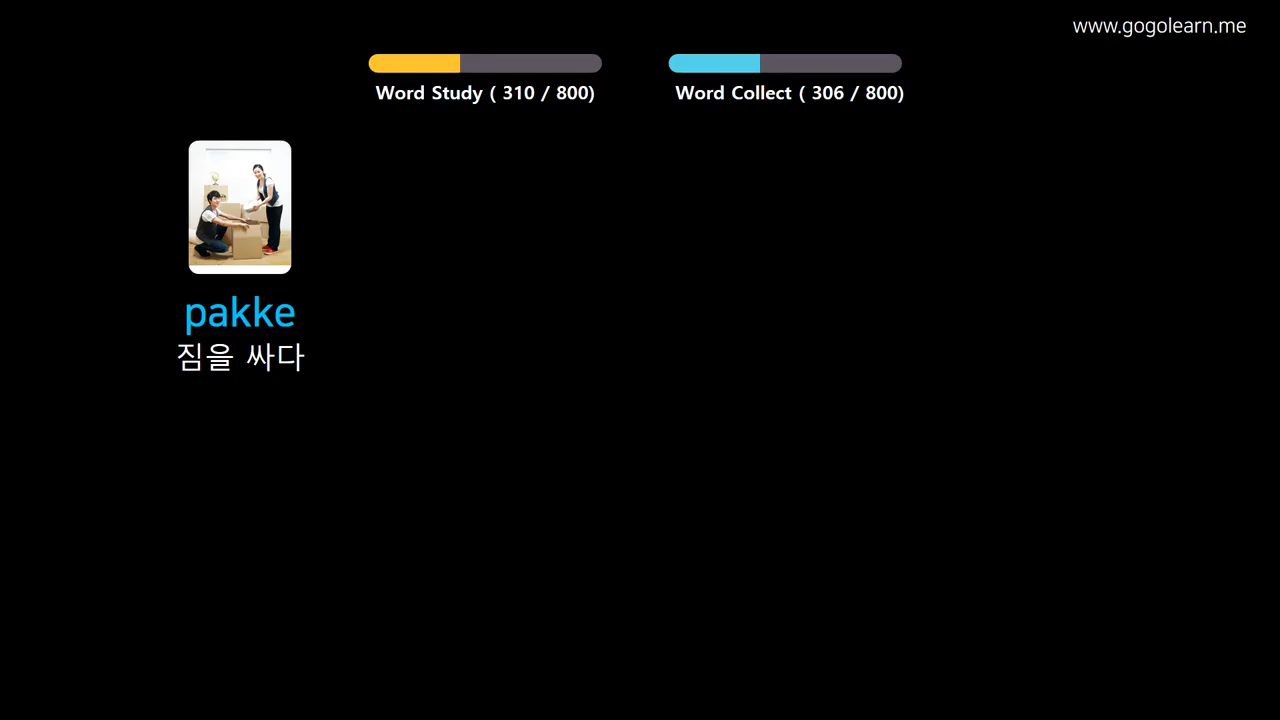 www.gogolearn.me
Word Study ( 310 / 800)
Word Collect ( 306 / 800)
pakke
짐을 싸다